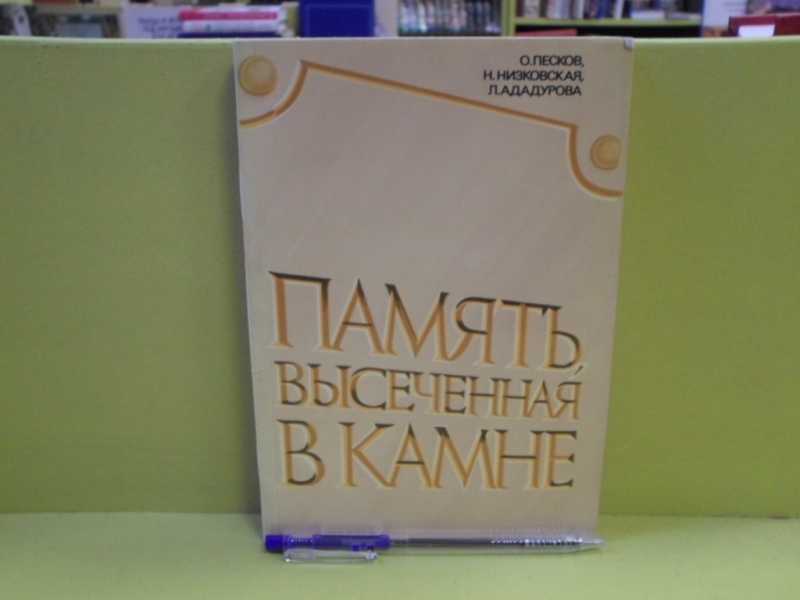 О.ПЕСКОВ,
Н.НИЗКОВСКАЯ,
Л.АДАДУРОВА
ПАМЯТЬ,
ВЫСЕЧЕННАЯ
В КАМНЕ